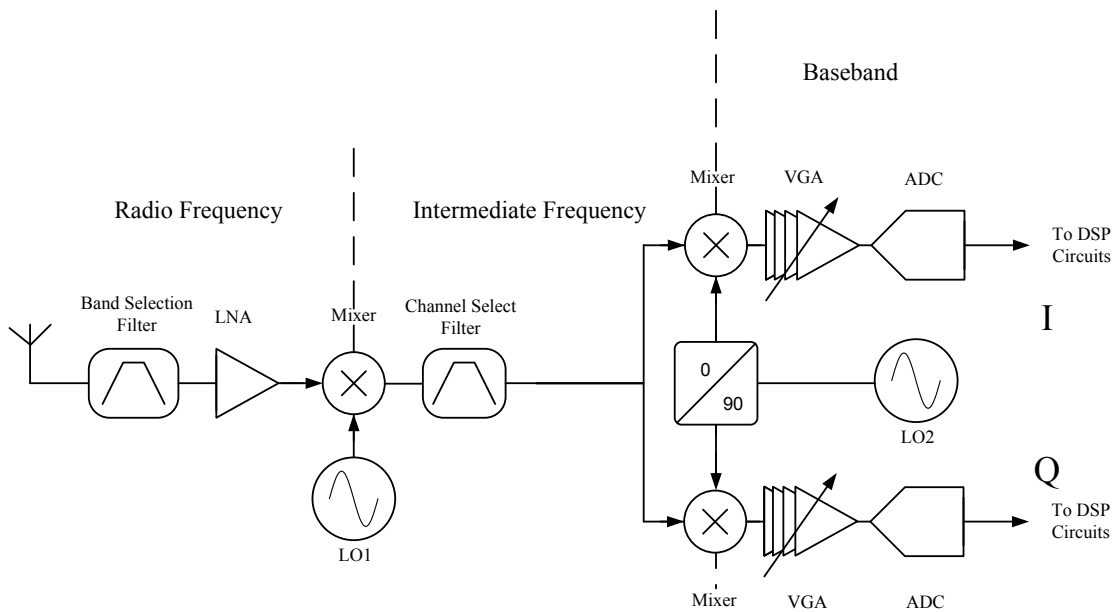 Baseband
Mixer
VGA
ADC
Radio Frequency
Intermediate Frequency
To DSP
Circuits
Band Selection
Filter
LNA
Mixer
Channel Select
Filter
I
0
90
LO2
LO1
Q
To DSP
Circuits
Mixer
VGA
ADC